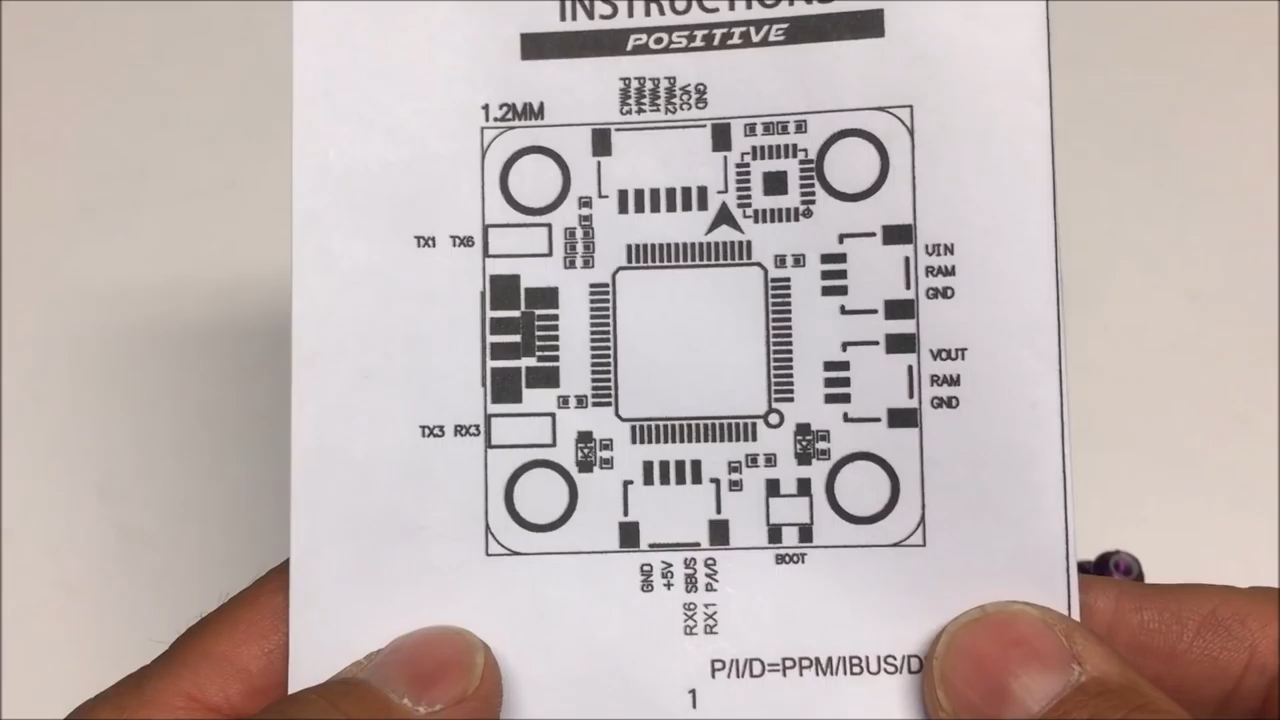 INSTRUCTIONS
POSITIVE
PWM3
PWM4
PWM1
PWM2
VCC
GND
1.2MM
TX1 TX6
VIN
RAM
GND
VOUT
RAM
GND
TX3 RX3
BOOT
GND
+5V
RX6 SBUS
RX1 P/I/D
P/I/D=PPM/IBUS/D
1